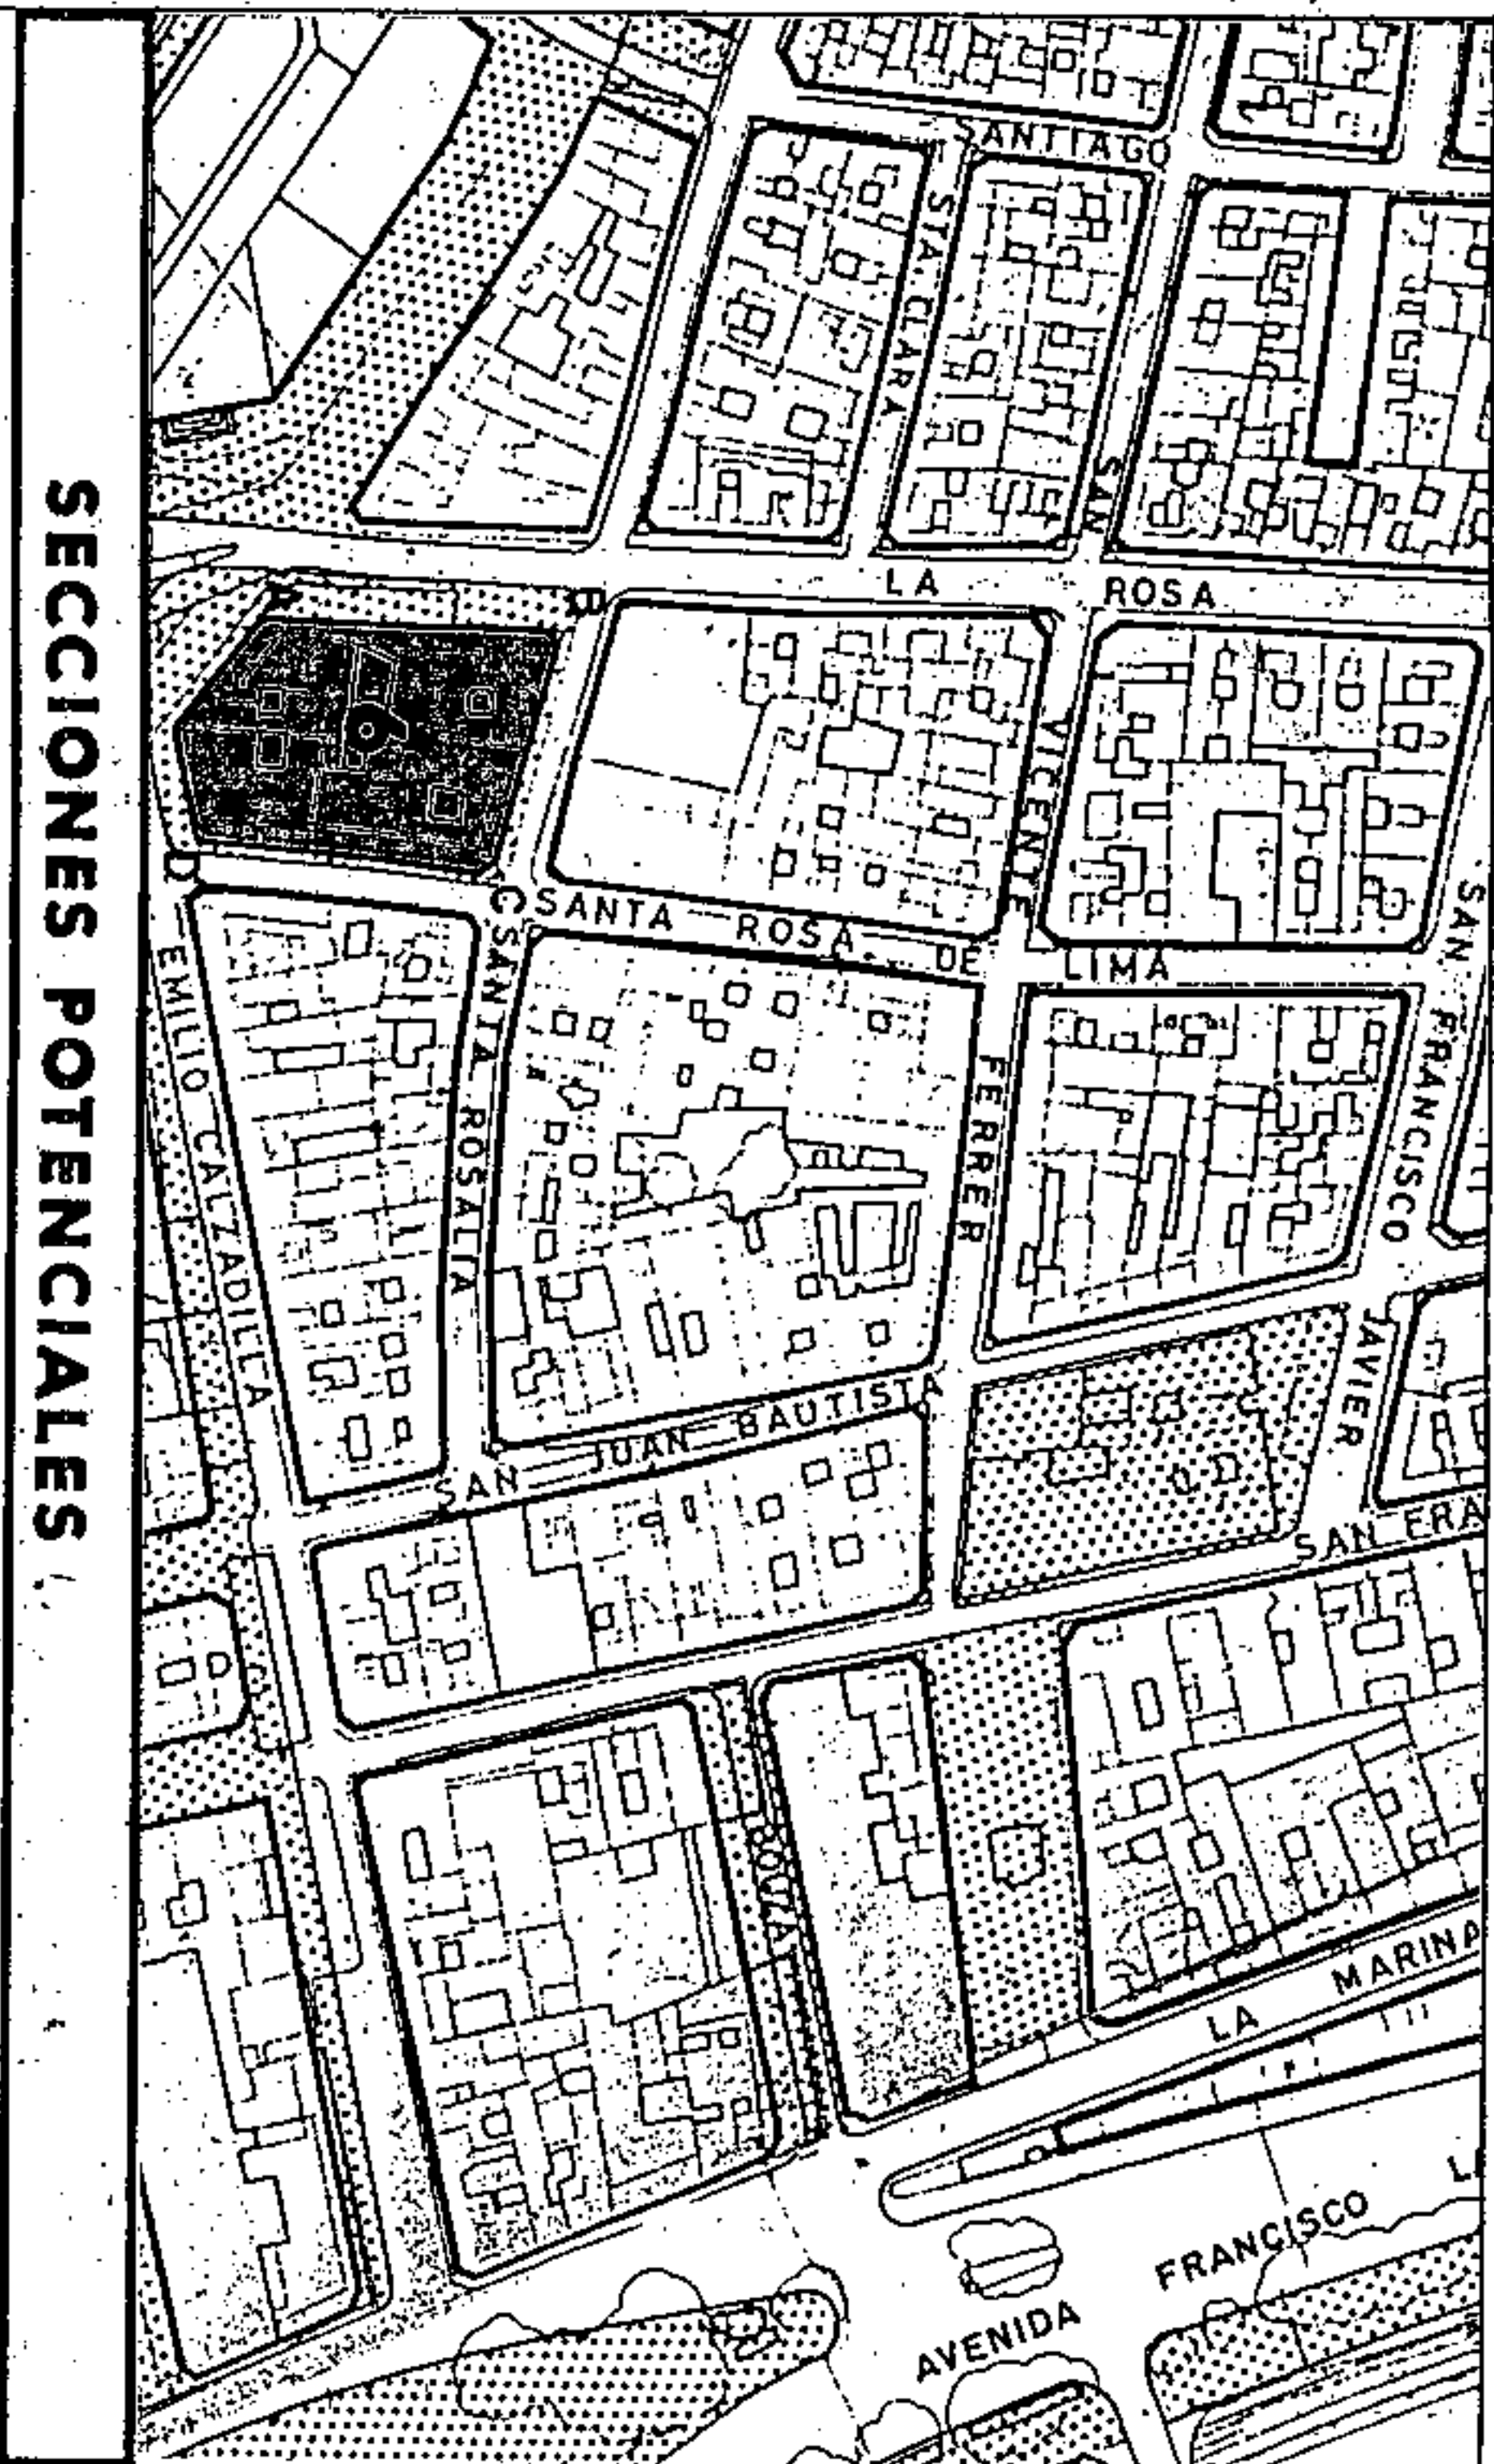 SECCIONES POTENCIALES
SANTIAGO
STA. CLARA
SAN
VICENTE
FERRER
LA ROSA
A
B
C
D
SANTA ROSA DE LIMA
SAN FRANCISCO
JAVIER
EMILIO CALZADILLA
SANTA ROSALIA
SAN JUAN BAUTISTA
SAN FRA
ROUZA
LA MARINA
FRANCISCO
AVENIDA